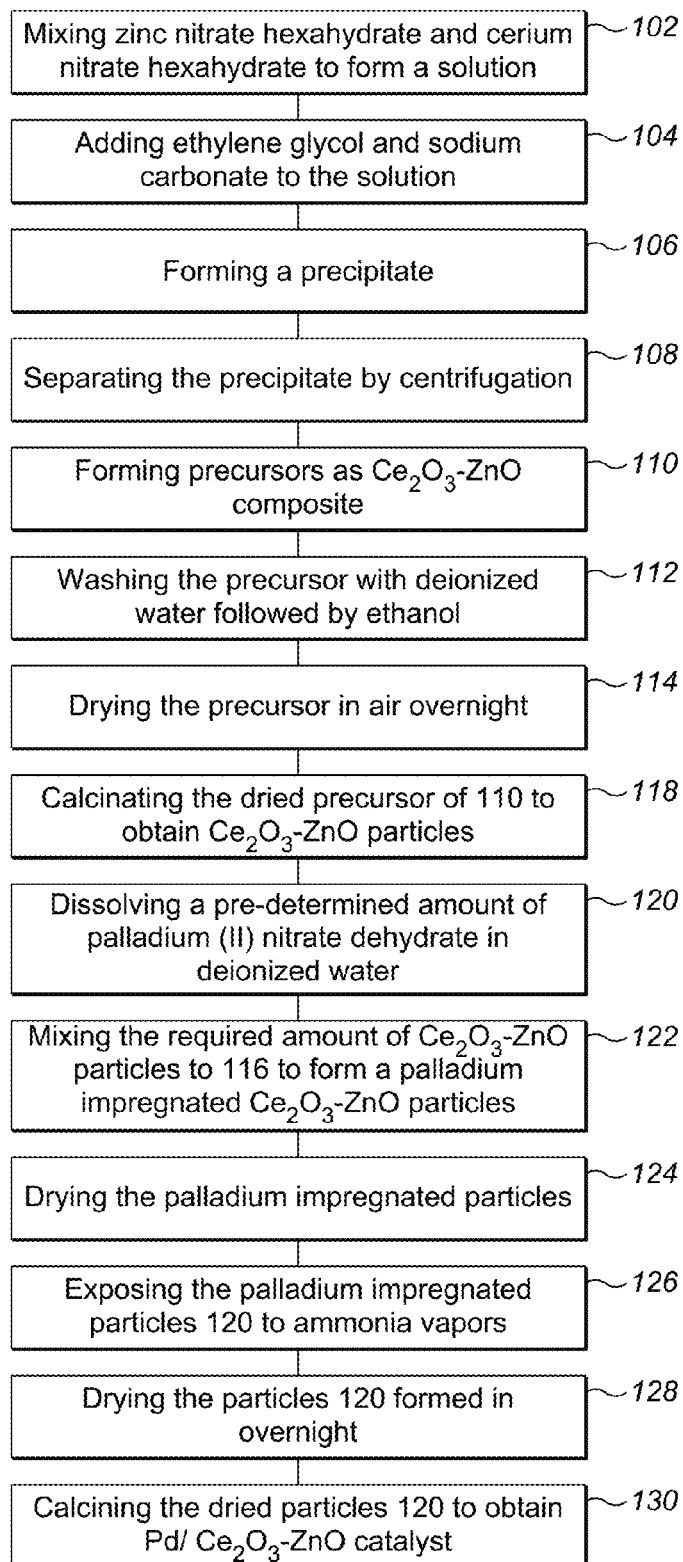 Mixing zinc nitrate hexahydrate and cerium
nitrate hexahydrate to form a solution
102
Adding ethylene glycol and sodium
carbonate to the solution
104
Forming a precipitate
106
Separating the precipitate by centrifugation
108
Forming precursors as Ce2O3-ZnO
composite
110
Washing the precursor with deionized
water followed by ethanol
112
Drying the precursor in air overnight
114
Calcinating the dried precursor of 110 to
obtain Ce2O3-ZnO particles
118
Dissolving a pre-determined amount of
palladium (II) nitrate dehydrate in
deionized water
120
Mixing the required amount of Ce2O3-ZnO
particles to 116 to form a palladium
impregnated Ce2O3-ZnO particles
122
Drying the palladium impregnated particles
124
Exposing the palladium impregnated
particles 120 to ammonia vapors
126
Drying the particles 120 formed in
overnight
128
Calcining the dried particles 120 to obtain
Pd/ Ce2O3-ZnO catalyst
130